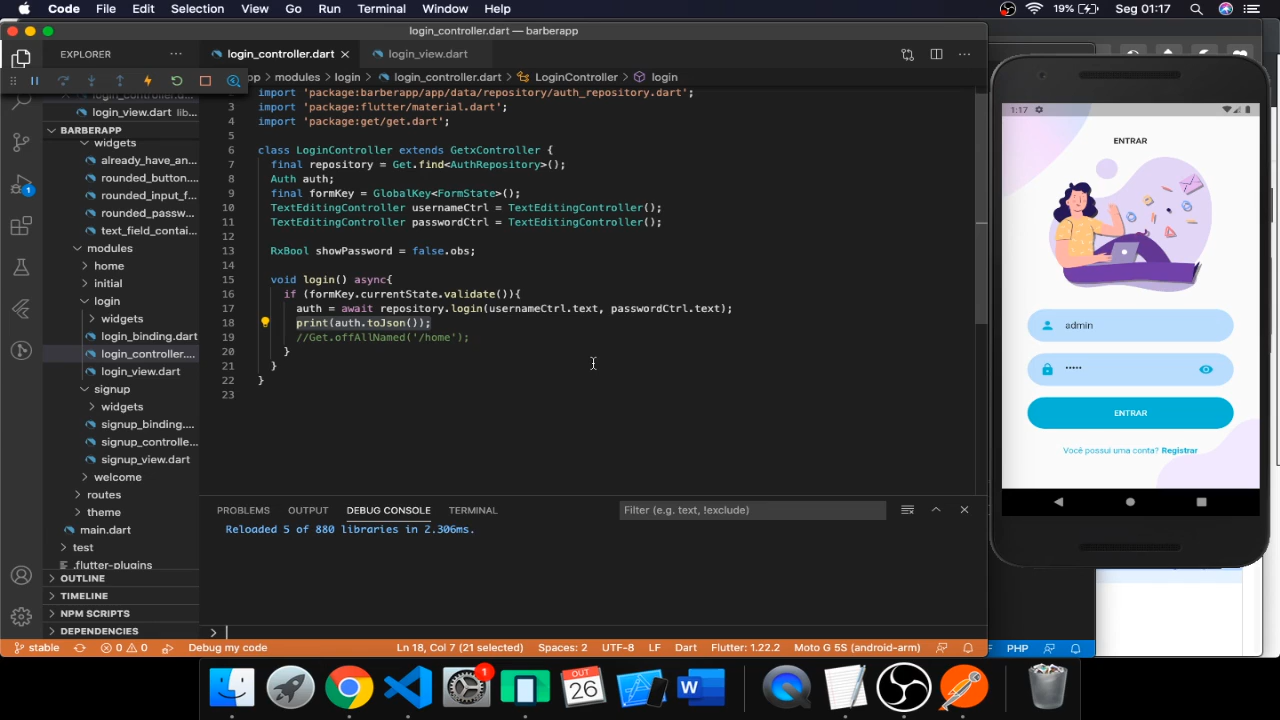 Code File Edit Selection View Go Run Terminal Window Help 19% Seg 01:17
login_controller.dart — barberapp
EXPLORER
login_controller.dart
login_view.dart
modules
login
login_controller.dart
LoginController
login
login_view.dart lib...
BARBERAPP
widgets
already_have_an...
rounded_button....
rounded_input_f...
rounded_passw...
text_field_contai...
modules
home
initial
login
widgets
login_binding.dart
login_controller....
login_view.dart
signup
widgets
signup_binding....
signup_controlle...
signup_view.dart
welcome
routes
theme
main.dart
test
.flutter-plugins
OUTLINE
TIMELINE
NPM SCRIPTS
DEPENDENCIES
2 import 'package:barberapp/app/data/repository/auth_repository.dart';
3 import 'package:flutter/material.dart';
4 import 'package:get/get.dart';
5
6 class LoginController extends GetxController {
7 final repository = Get.find<AuthRepository>();
8 Auth auth;
9 final formKey = GlobalKey<FormState>();
10 TextEditingController usernameCtrl = TextEditingController();
11 TextEditingController passwordCtrl = TextEditingController();
12
13 RxBool showPassword = false.obs;
14
15 void login() async{
16 if (formKey.currentState.validate()){
17 auth = await repository.login(usernameCtrl.text, passwordCtrl.text);
18 print(auth.toJson());
19 //Get.offAllNamed('/home');
20 }
21 }
22 }
23
PROBLEMS OUTPUT DEBUG CONSOLE TERMINAL Filter (e.g. text, !exclude)
Reloaded 5 of 880 libraries in 2.306ms.
>
stable 0 0 Debug my code Ln 18, Col 7 (21 selected) Spaces: 2 UTF-8 LF Dart Flutter: 1.22.2 Moto G 5S (android-arm)
PHP
1:17
ENTRAR
admin
•••••
ENTRAR
Você possui uma conta? Registrar
1
1
OCT
26
W